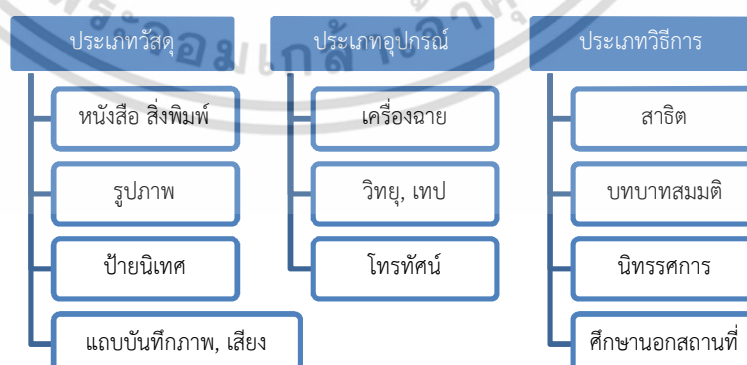 ประเภทวัสดุ
หนังสือ สิ่งพิมพ์
รูปภาพ
ป้ายนิเทศ
แถบบันทึกภาพ, เสียง
ประเภทอุปกรณ์
เครื่องฉาย
วิทยุ, เทป
โทรทัศน์
ประเภทวิธีการ
สาธิต
บทบาทสมมติ
นิทรรศการ
ศึกษานอกสถานที่